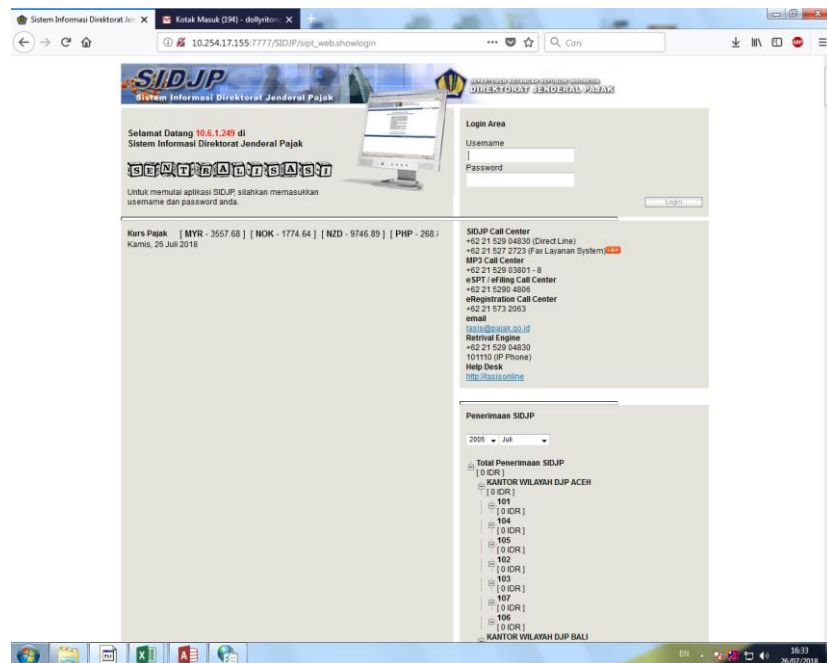 Sistem Informasi Direktorat Jen
Kotak Masuk (194) - dollyriton
10.254.17.155:7777/SIDJP/sipt_web.showlogin
Cari
SIDJP
Sistem Informasi Direktorat Jenderal Pajak
DEPARTEMEN KEUANGAN REPUBLIK INDONESIA
DIREKTORAT JENDERAL PAJAK
Selamat Datang 10.6.1.249 di
Sistem Informasi Direktorat Jenderal Pajak
SENTRALISASI
Untuk memulai aplikasi SIDJP, silahkan memasukkan
username dan password anda.
Login Area
Username
Password
Login
Kurs Pajak [ MYR - 3557.68 ] [ NOK - 1774.64 ] [ NZD - 9746.89 ] [ PHP - 268.
Kamis, 26 Juli 2018
SIDJP Call Center
+62 21 529 04830 (Direct Line)
+62 21 527 2723 (Fax Layanan System)
MP3 Call Center
+62 21 529 03801 - 8
eSPT / eFiling Call Center
+62 21 5290 4806
eRegistration Call Center
+62 21 573 2063
email
lasis@pajak.go.id
Retrival Engine
+62 21 529 04830
101110 (IP Phone)
Help Desk
http://lasisonline
Penerimaan SIDJP
2005 Juli
Total Penerimaan SIDJP
[ 0 IDR ]
KANTOR WILAYAH DJP ACEH
[ 0 IDR ]
101
[ 0 IDR ]
104
[ 0 IDR ]
105
[ 0 IDR ]
102
[ 0 IDR ]
103
[ 0 IDR ]
107
[ 0 IDR ]
106
[ 0 IDR ]
KANTOR WILAYAH DJP BALI
EN
16:33
26/07/2018